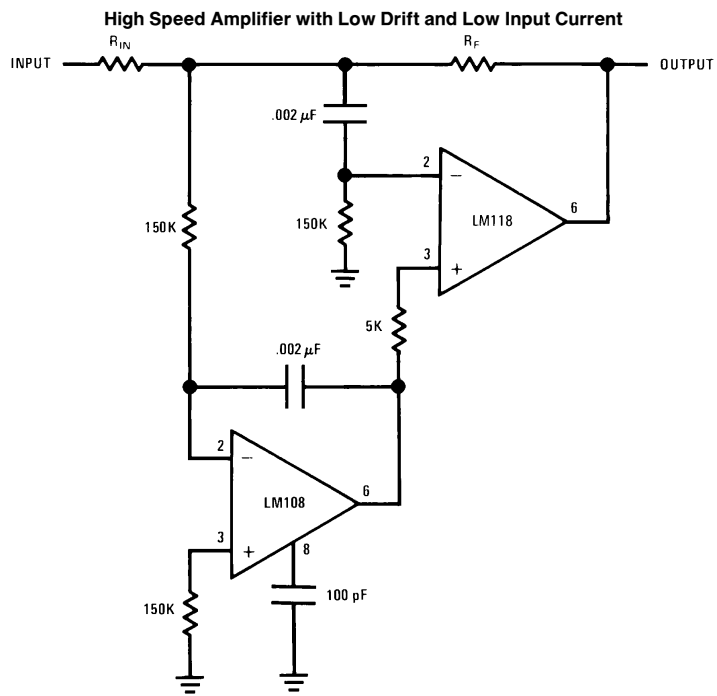 High Speed Amplifier with Low Drift and Low Input Current
R_IN
R_F
INPUT
OUTPUT
.002 μF
2
−
150K
150K
LM118
6
3
+
5K
.002 μF
2
−
LM108
6
3
+
8
150K
100 pF